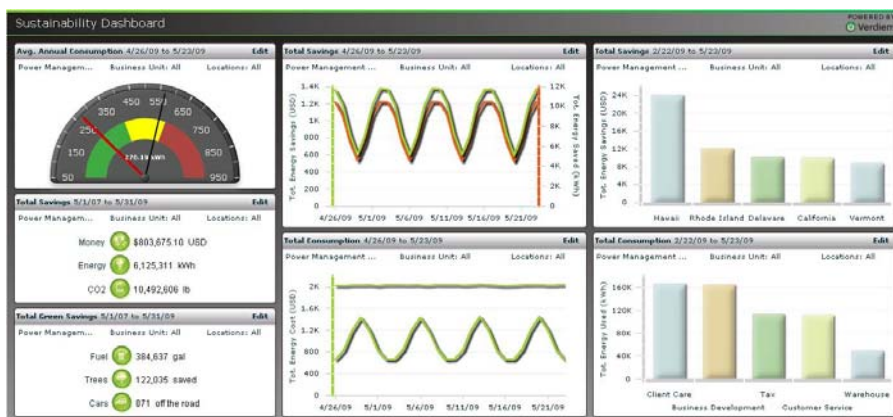 Sustainability Dashboard
POWERED BY
Verdiem
Avg. Annual Consumption 4/26/09 to 5/23/09 Edit
Power Managem... Business Unit: All Locations: All
50 150 250 350 450 550 650 750 850 950
270.19 kWh
Total Savings 5/1/07 to 5/31/09 Edit
Power Managem... Business Unit: All Locations: All
Money $803,675.10 USD
Energy 6,125,311 kWh
CO2 10,492,606 lb
Total Green Savings 5/1/07 to 5/31/09 Edit
Power Managem... Business Unit: All Locations: All
Fuel 384,637 gal
Trees 122,035 saved
Cars 871 off the road
Total Savings 4/26/09 to 5/23/09 Edit
Power Management ... Business Unit: All Locations: All
Tot. Energy Savings (USD)
1.4K
1.2K
1K
800
600
400
200
0
12K
10K
8K
6K
4K
2K
0
Tot. Energy Saved (kWh)
4/26/09 5/1/09 5/6/09 5/11/09 5/16/09 5/21/09
Total Consumption 4/26/09 to 5/23/09 Edit
Power Management ... Business Unit: All Locations: All
Tot. Energy Cost (USD)
2K
1.6K
1.2K
800
400
0
4/26/09 5/1/09 5/6/09 5/11/09 5/16/09 5/21/09
Total Savings 2/22/09 to 5/23/09 Edit
Power Management ... Business Unit: All Locations: All
Tot. Energy Savings (USD)
24K
16K
12K
4K
0
Hawaii Rhode Island Delaware California Vermont
Total Consumption 2/22/09 to 5/23/09 Edit
Power Management ... Business Unit: All Locations: All
Tot. Energy Used (kWh)
160K
120K
80K
40K
0
Client Care Tax Warehouse
Business Development Customer Service